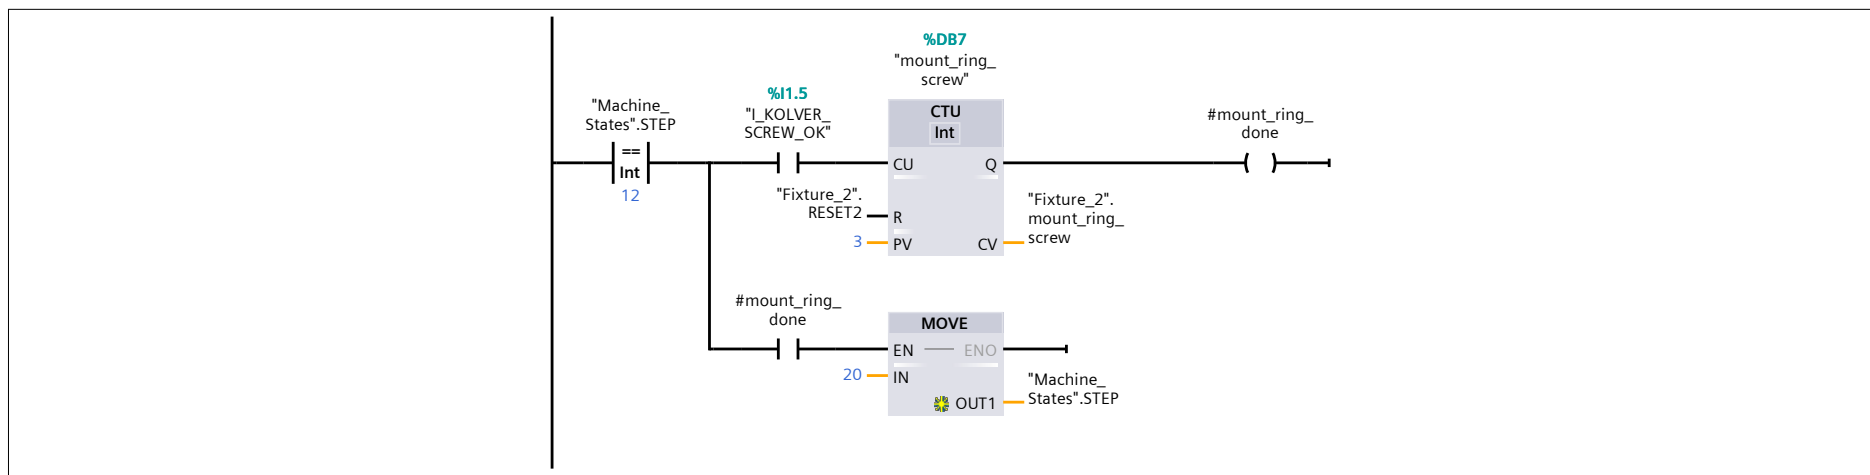 %DB7
"mount_ring_
screw"
"Machine_
States".STEP
==
Int
12
%I1.5
"I_KOLVER_
SCREW_OK"
CTU
Int
CU
Q
#mount_ring_
done
"Fixture_2".
RESET2
R
3
PV
CV
"Fixture_2".
mount_ring_
screw
#mount_ring_
done
MOVE
EN
ENO
20
IN
OUT1
"Machine_
States".STEP